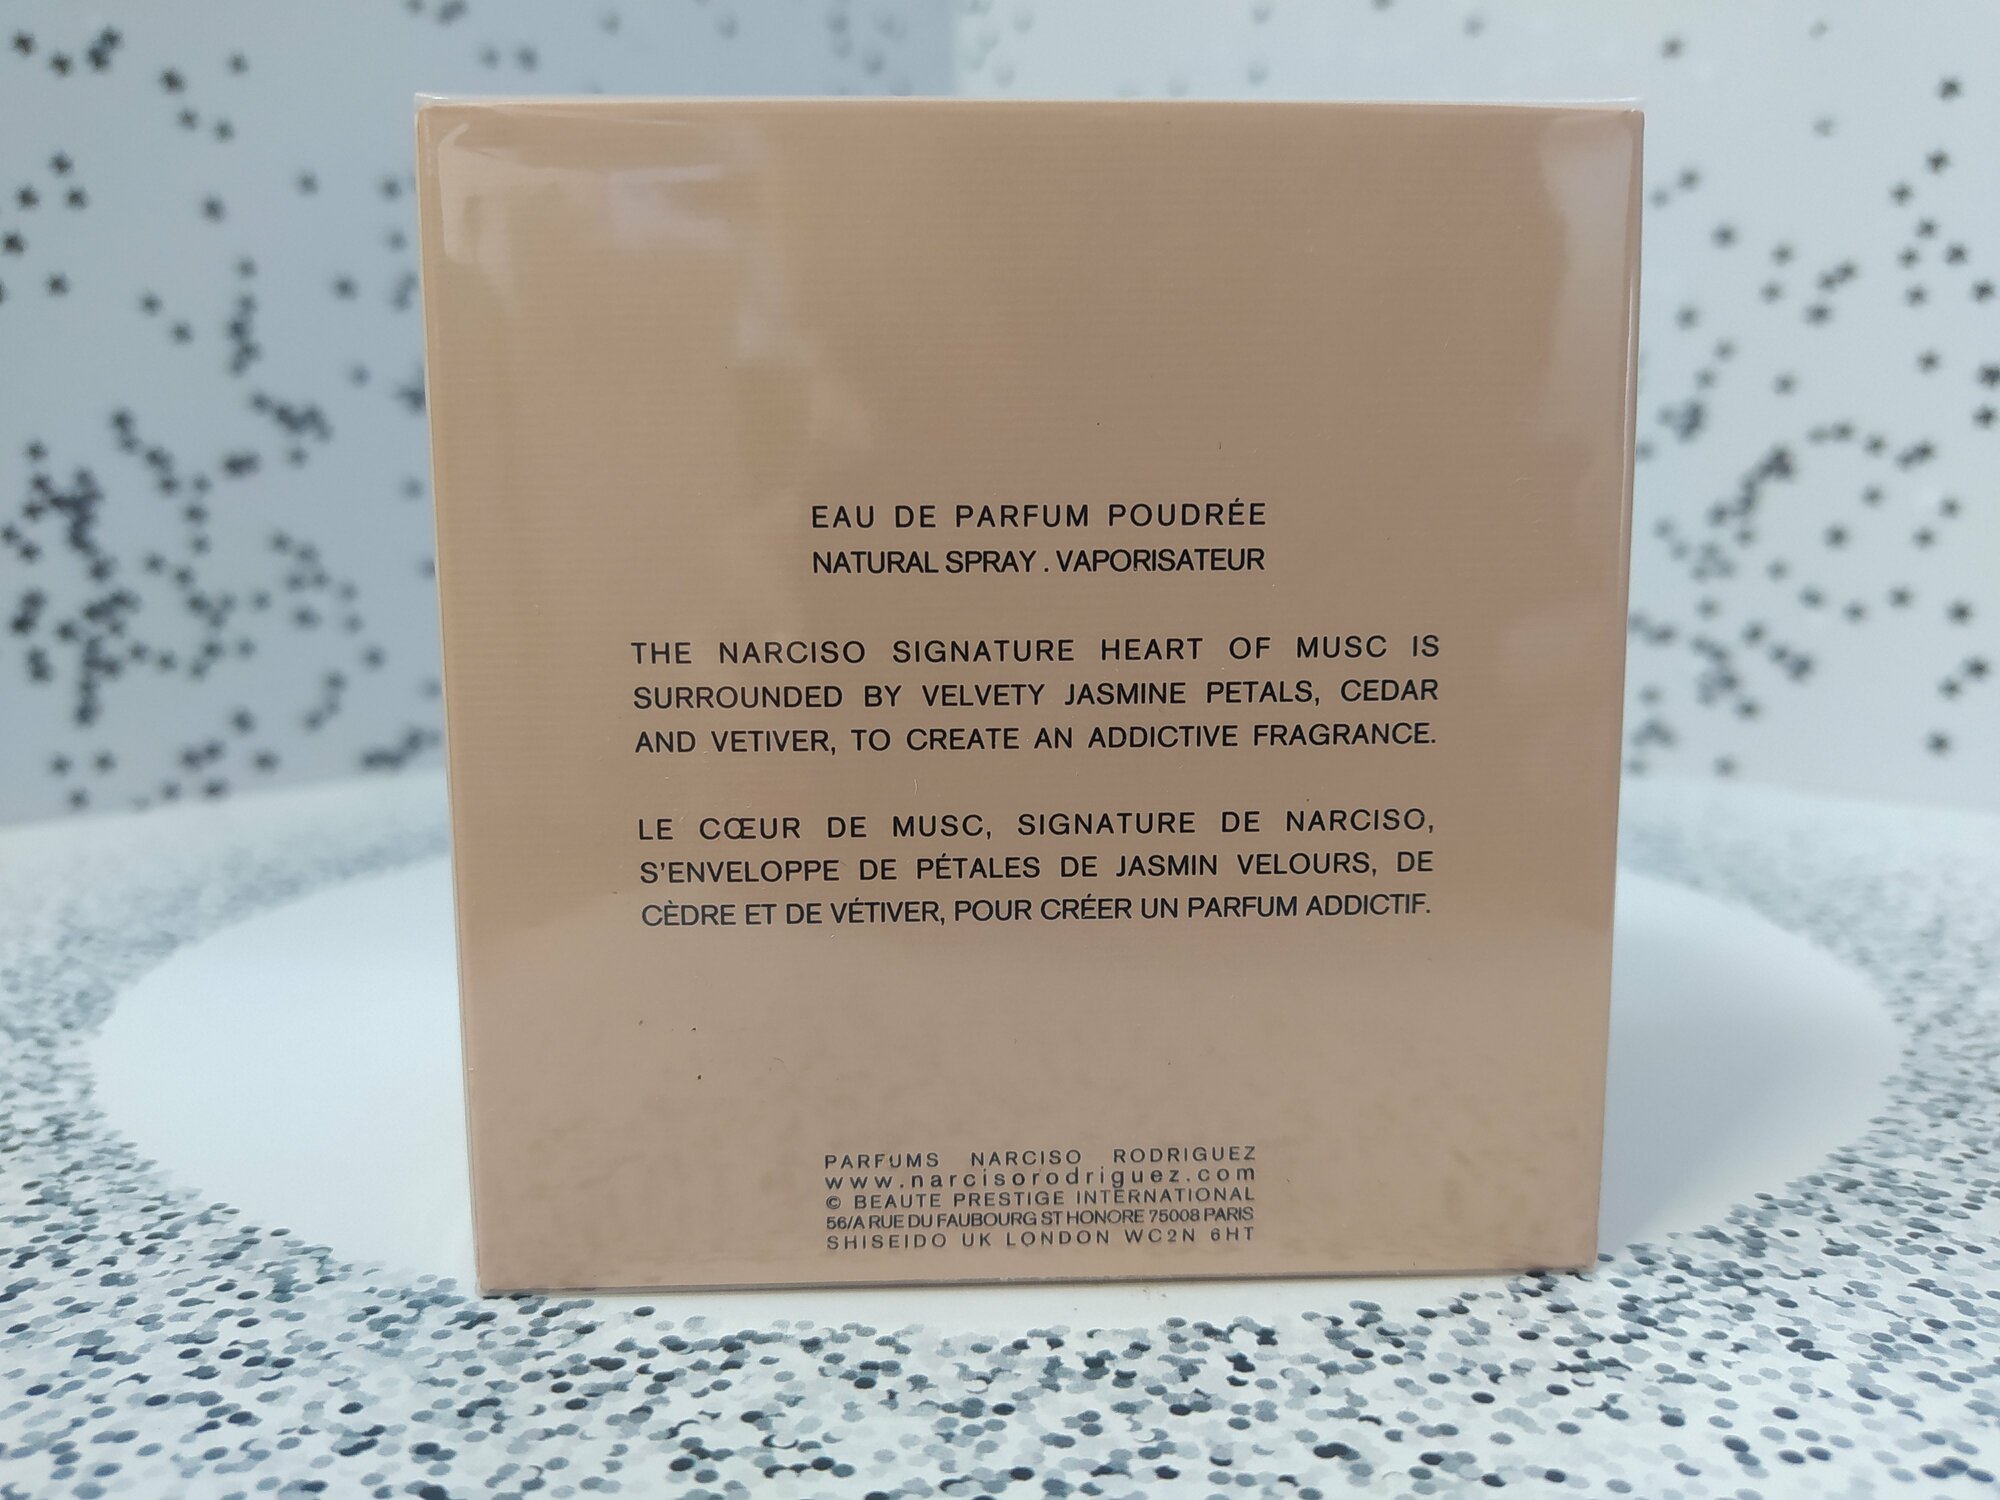 EAU DE PARFUM POUDRÉE
NATURAL SPRAY . VAPORISATEUR
THE NARCISO SIGNATURE HEART OF MUSC IS
SURROUNDED BY VELVETY JASMINE PETALS, CEDAR
AND VETIVER, TO CREATE AN ADDICTIVE FRAGRANCE.
LE CŒUR DE MUSC, SIGNATURE DE NARCISO,
S'ENVELOPPE DE PÉTALES DE JASMIN VELOURS, DE
CÈDRE ET DE VÉTIVER, POUR CRÉER UN PARFUM ADDICTIF.
PARFUMS NARCISO RODRIGUEZ
www.narcisorodriguez.com
© BEAUTE PRESTIGE INTERNATIONAL
56/A RUE DU FAUBOURG ST HONORE 75008 PARIS
SHISEIDO UK LONDON WC2N 6HT